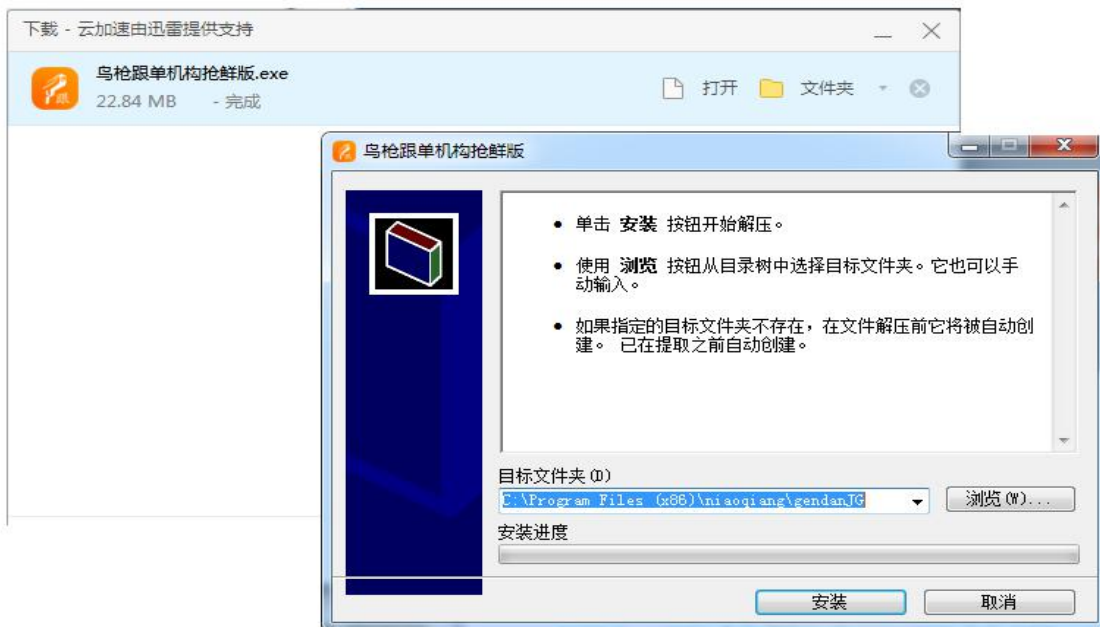 下载 - 云加速由迅雷提供支持
鸟枪跟单机构抢鲜版.exe
22.84 MB - 完成
打开
文件夹
跟
鸟枪跟单机构抢鲜版
• 单击 安装 按钮开始解压。
• 使用 浏览 按钮从目录树中选择目标文件夹。它也可以手
动输入。
• 如果指定的目标文件夹不存在，在文件解压前它将被自动创
建。 已在提取之前自动创建。
目标文件夹(D)
C:\Program Files (x86)\niaoqiang\gendanJG
浏览(W)...
安装进度
安装
取消